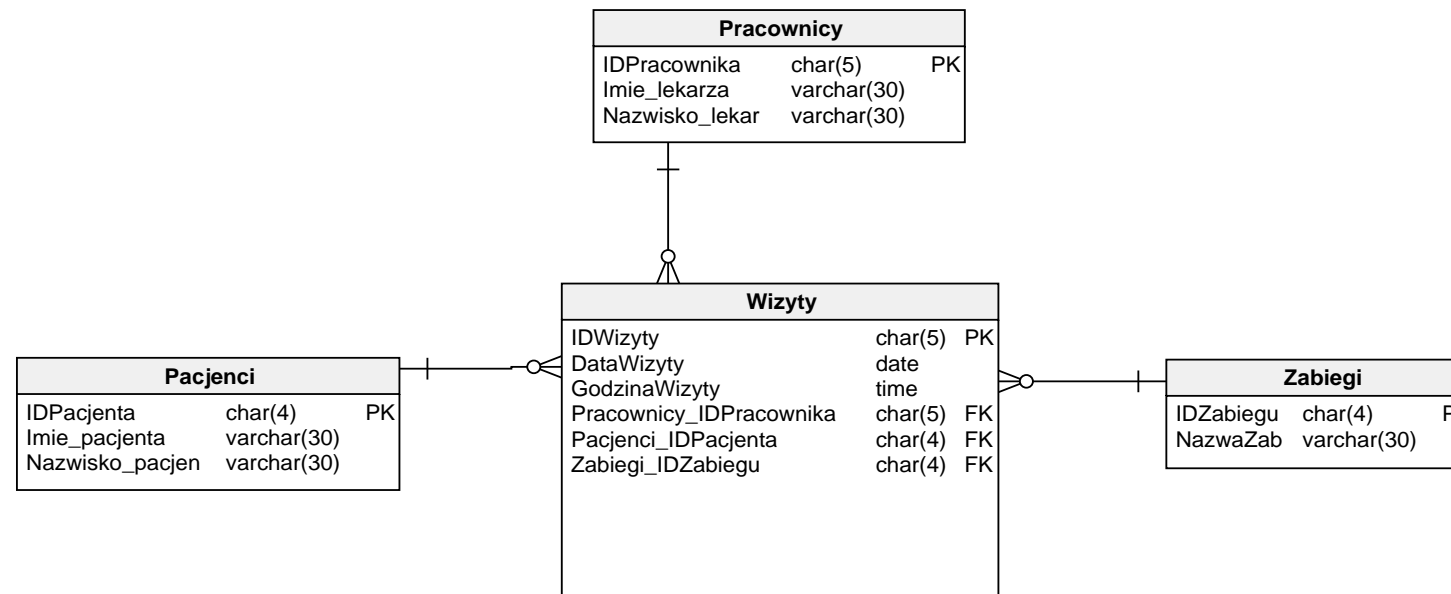 Pracownicy
IDPracownika char(5) PK
Imie_lekarza varchar(30)
Nazwisko_lekar varchar(30)
Wizyty
IDWizyty char(5) PK
DataWizyty date
GodzinaWizyty time
Pracownicy_IDPracownika char(5) FK
Pacjenci_IDPacjenta char(4) FK
Zabiegi_IDZabiegu char(4) FK
Pacjenci
IDPacjenta char(4) PK
Imie_pacjenta varchar(30)
Nazwisko_pacjen varchar(30)
Zabiegi
IDZabiegu char(4)
NazwaZab varchar(30)